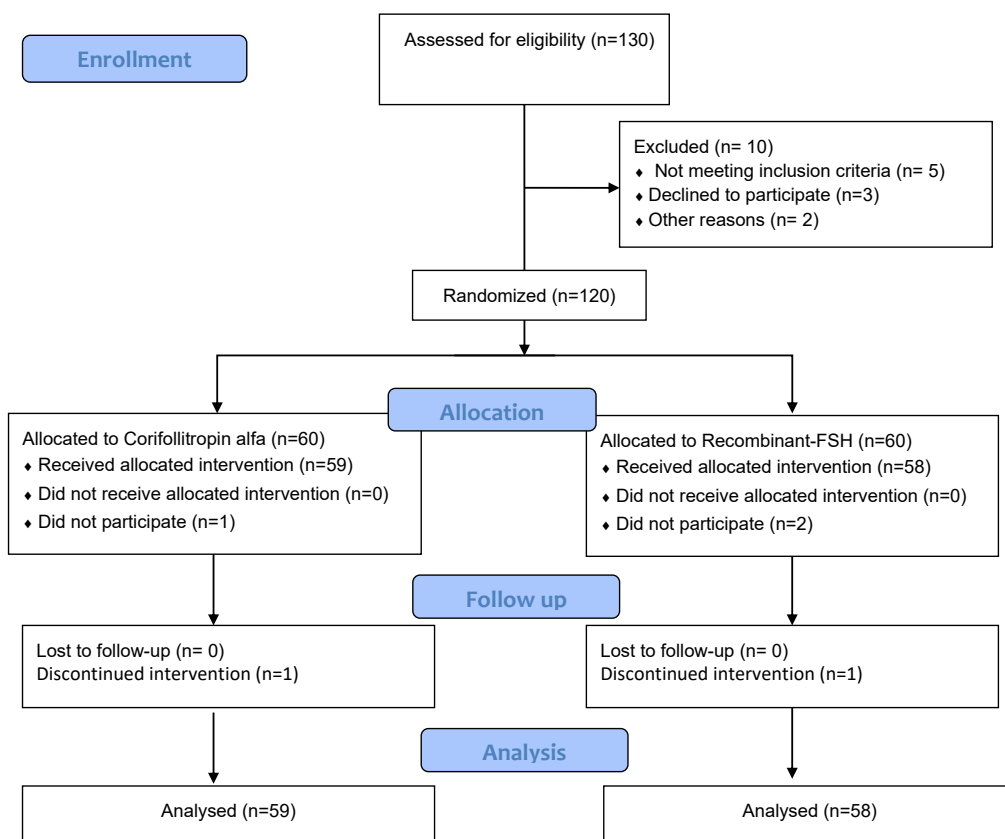 Enrollment
Assessed for eligibility (n=130)
Excluded (n= 10)
♦ Not meeting inclusion criteria (n= 5)
♦ Declined to participate (n=3)
♦ Other reasons (n= 2)
Randomized (n=120)
Allocation
Allocated to Corifollitropin alfa (n=60)
♦ Received allocated intervention (n=59)
♦ Did not receive allocated intervention (n=0)
♦ Did not participate (n=1)
Allocated to Recombinant-FSH (n=60)
♦ Received allocated intervention (n=58)
♦ Did not receive allocated intervention (n=0)
♦ Did not participate (n=2)
Follow up
Lost to follow-up (n= 0)
Discontinued intervention (n=1)
Lost to follow-up (n= 0)
Discontinued intervention (n=1)
Analysis
Analysed (n=59)
Analysed (n=58)